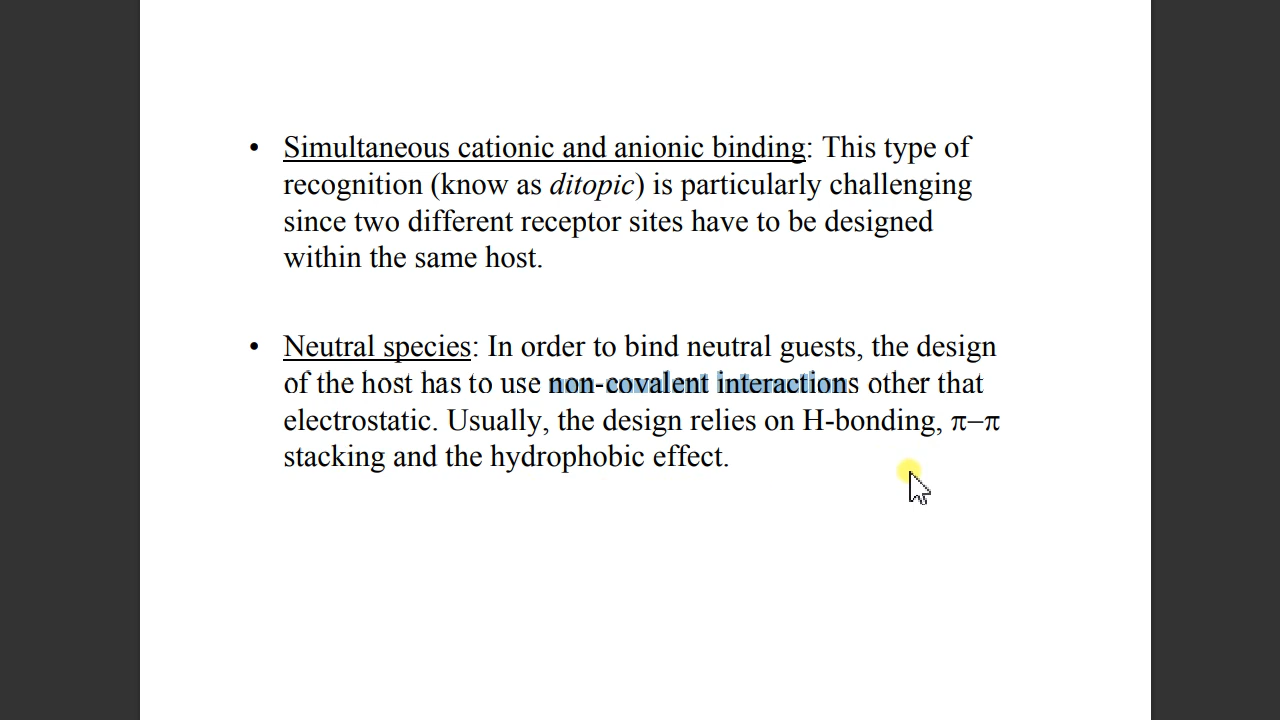 • Simultaneous cationic and anionic binding: This type of
recognition (know as ditopic) is particularly challenging
since two different receptor sites have to be designed
within the same host.
• Neutral species: In order to bind neutral guests, the design
of the host has to use non-covalent interactions other that
electrostatic. Usually, the design relies on H-bonding, π−π
stacking and the hydrophobic effect.